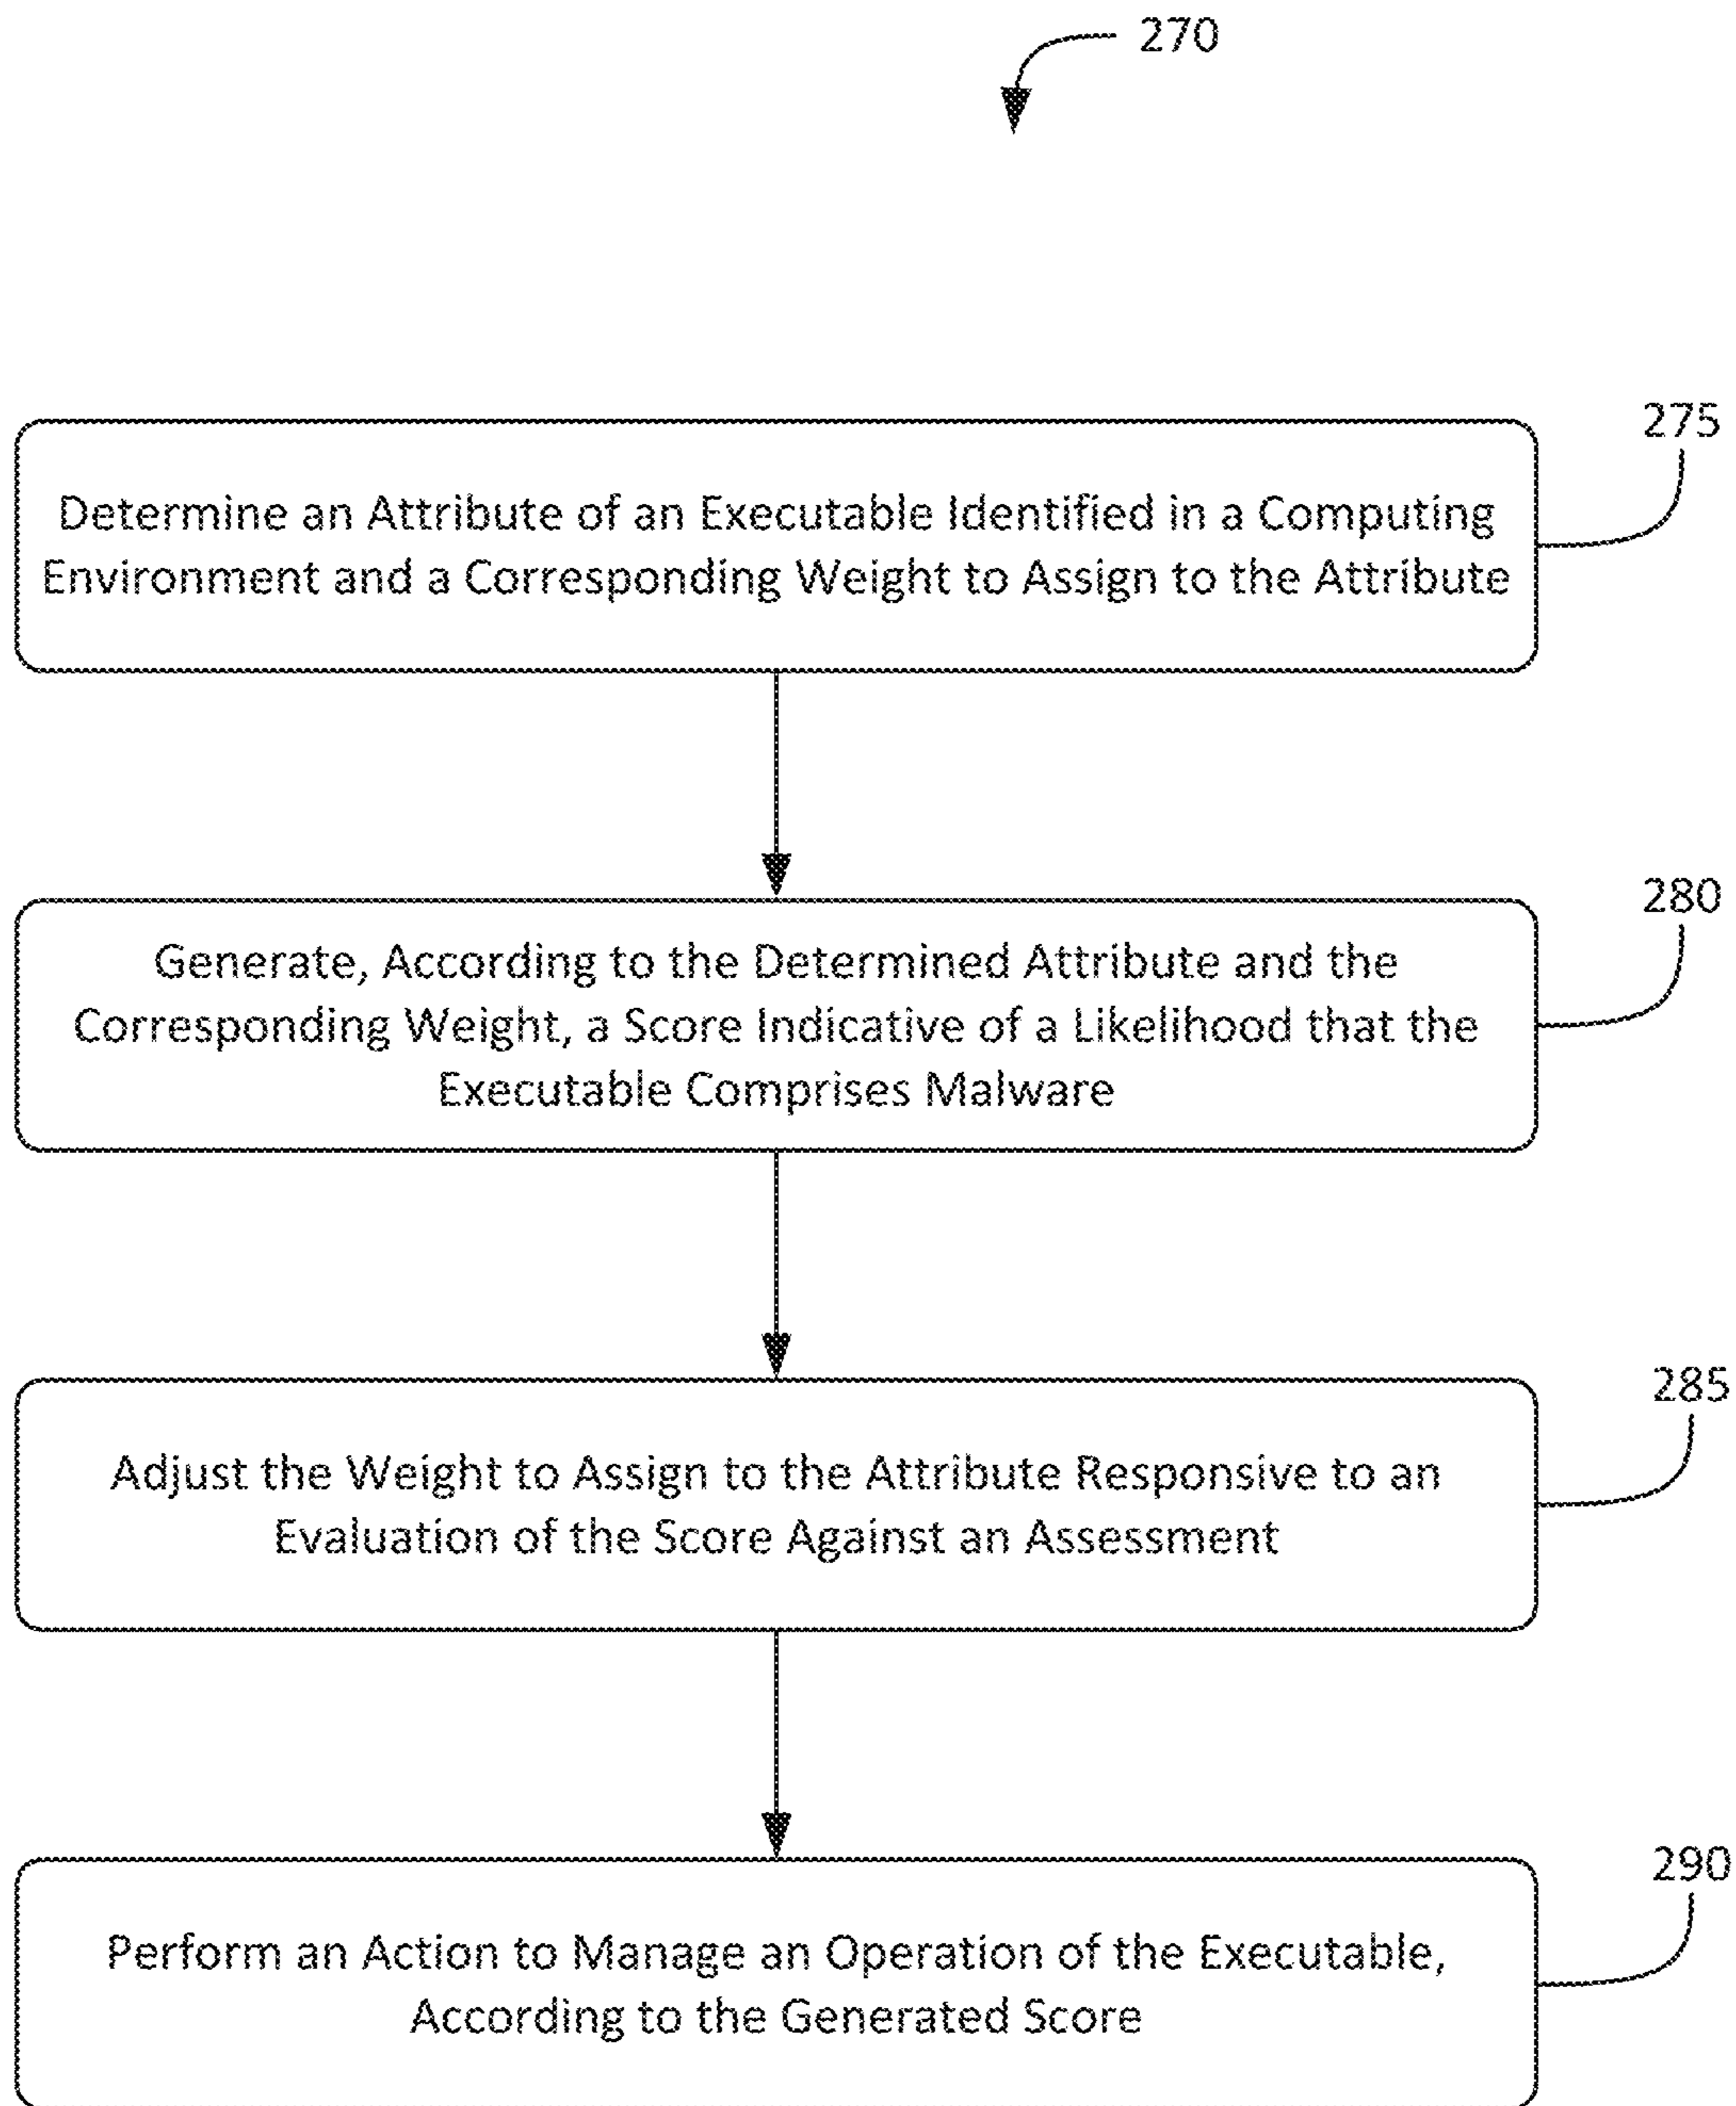 270
275
Determine an Attribute of an Executable Identified in a Computing
Environment and a Corresponding Weight to Assign to the Attribute
280
Generate, According to the Determined Attribute and the
Corresponding Weight, a Score Indicative of a Likelihood that the
Executable Comprises Malware
285
Adjust the Weight to Assign to the Attribute Responsive to an
Evaluation of the Score Against an Assessment
290
Perform an Action to Manage an Operation of the Executable,
According to the Generated Score